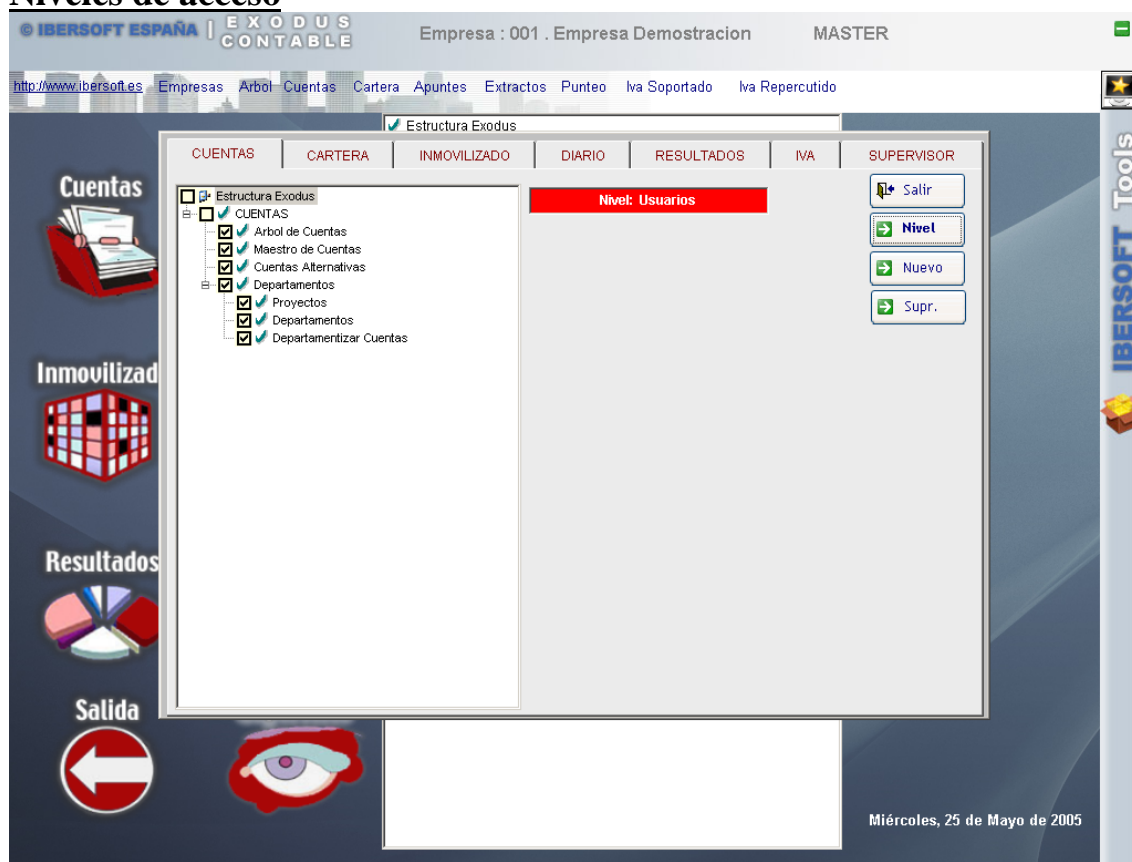 Niveles de acceso
© IBERSOFT ESPAÑA | EXODUS CONTABLE Empresa : 001 . Empresa Demostracion MASTER
http://www.ibersoft.es Empresas Arbol Cuentas Cartera Apuntes Extractos Punteo Iva Soportado Iva Repercutido
Estructura Exodus
CUENTAS CARTERA INMOVILIZADO DIARIO RESULTADOS IVA SUPERVISOR
Estructura Exodus
CUENTAS
Arbol de Cuentas
Maestro de Cuentas
Cuentas Alternativas
Departamentos
Proyectos
Departamentos
Departamentizar Cuentas
Nivel: Usuarios
Salir
Nivel
Nuevo
Supr.
Cuentas
Inmovilizad
Resultados
Salida
IBERSOFT Tools
Miércoles, 25 de Mayo de 2005